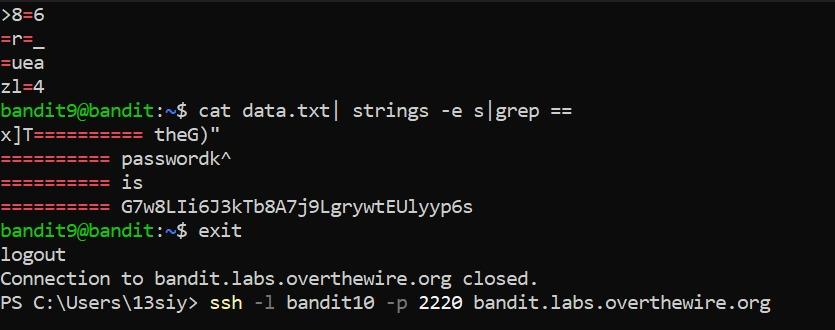 >8=6
=r=_
=uea
zl=4
bandit9@bandit:~$ cat data.txt| strings -e s|grep ==
x]T========== theG)"
========== passwordk^
========== is
========== G7w8LIi6J3kTb8A7j9LgrywtEUlyyp6s
bandit9@bandit:~$ exit
logout
Connection to bandit.labs.overthewire.org closed.
PS C:\Users\13siy> ssh -l bandit10 -p 2220 bandit.labs.overthewire.org